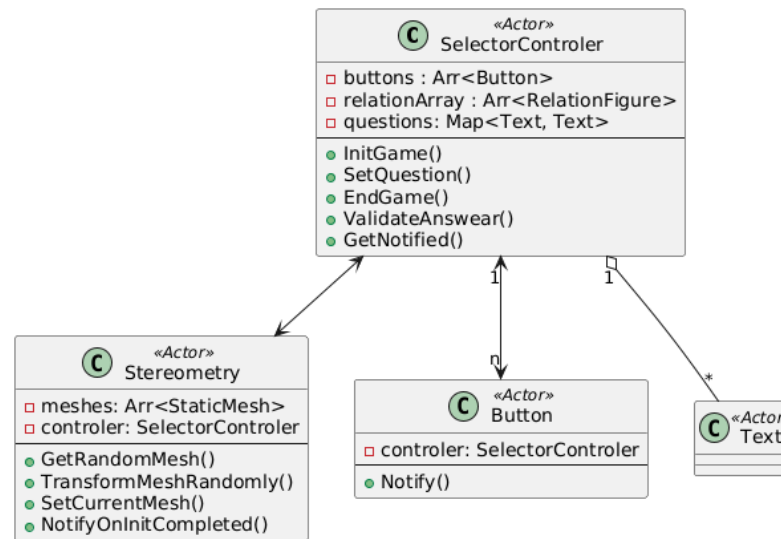 «Actor»
C SelectorControler
buttons : Arr<Button>
relationArray : Arr<RelationFigure>
questions: Map<Text, Text>
InitGame()
SetQuestion()
EndGame()
ValidateAnswear()
GetNotified()
1
1
n
*
«Actor»
C Stereometry
meshes: Arr<StaticMesh>
controler: SelectorControler
GetRandomMesh()
TransformMeshRandomly()
SetCurrentMesh()
NotifyOnInitCompleted()
«Actor»
C Button
controler: SelectorControler
Notify()
«Actor
C Text